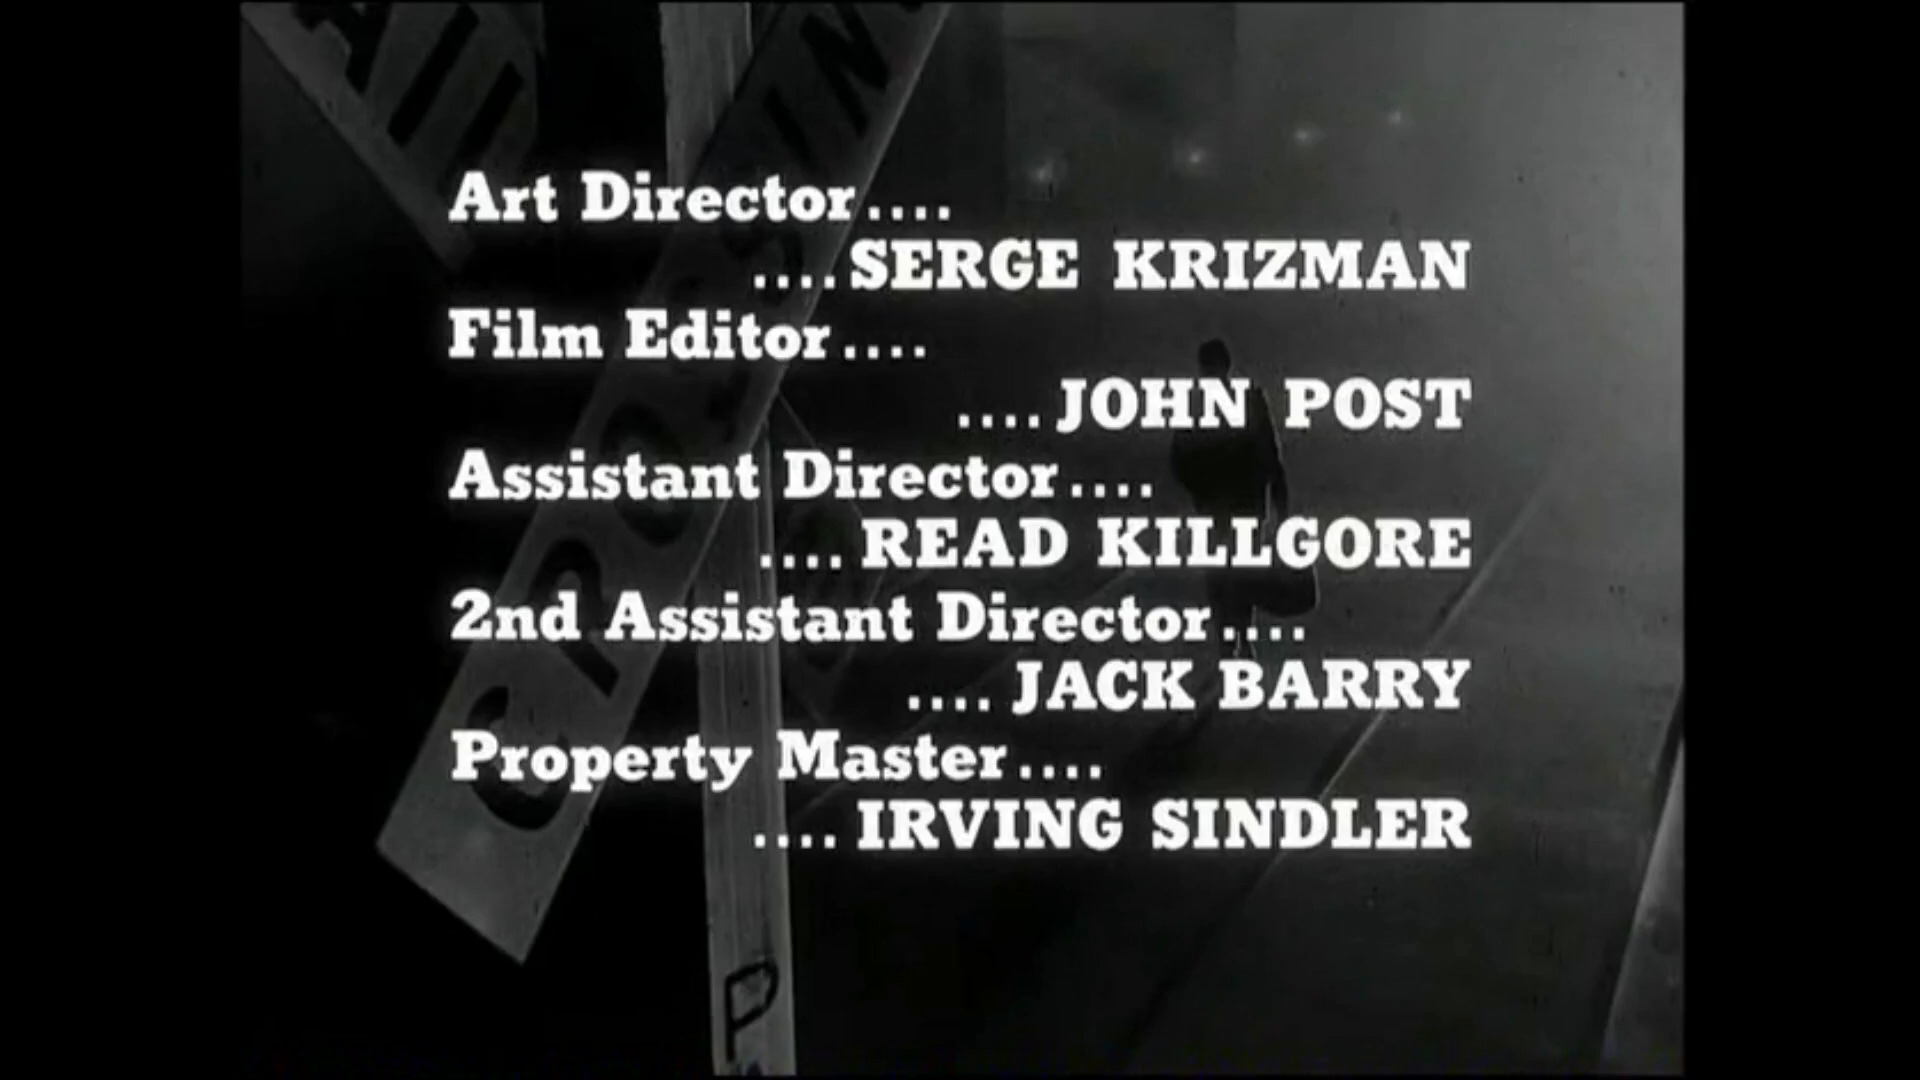 Art Director....
....SERGE KRIZMAN
Film Editor....
....JOHN POST
Assistant Director....
....READ KILLGORE
2nd Assistant Director....
....JACK BARRY
Property Master....
....IRVING SINDLER
CROSSIN
P